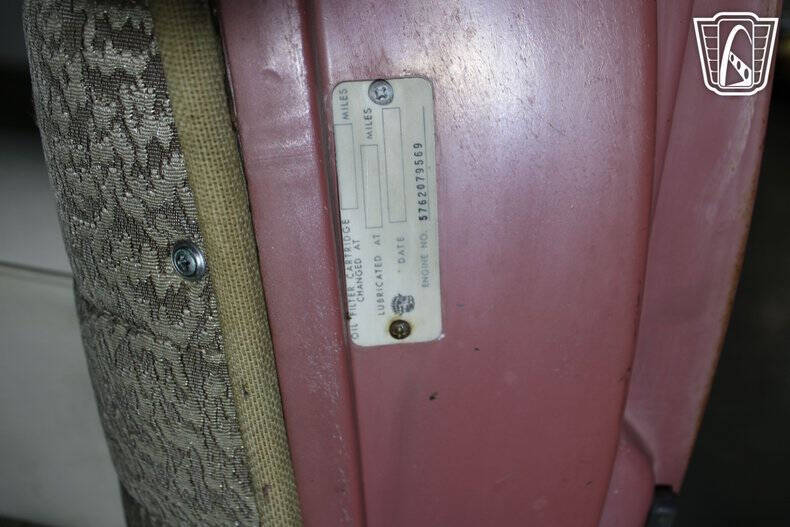 OIL FILTER CARTRIDGE
CHANGED AT MILES
LUBRICATED AT MILES
DATE
ENGINE NO. 5762079569